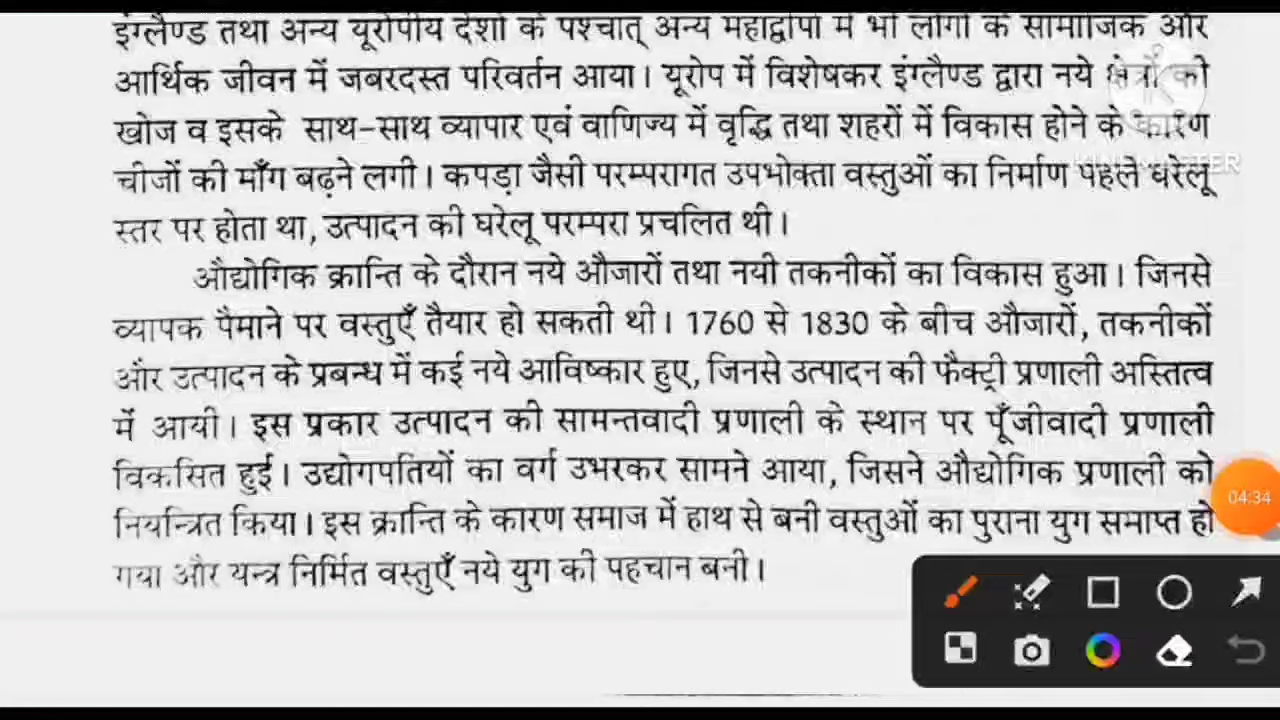 इंग्लैण्ड तथा अन्य यूरोपीय देशों के पश्चात् अन्य महाद्वीपों में भी लोगों के सामाजिक और
आर्थिक जीवन में जबरदस्त परिवर्तन आया। यूरोप में विशेषकर इंग्लैण्ड द्वारा नये क्षेत्रों की
खोज व इसके साथ-साथ व्यापार एवं वाणिज्य में वृद्धि तथा शहरों में विकास होने के कारण
चीजों की माँग बढ़ने लगी। कपड़ा जैसी परम्परागत उपभोक्ता वस्तुओं का निर्माण पहले घरेलू
स्तर पर होता था, उत्पादन की घरेलू परम्परा प्रचलित थी।
औद्योगिक क्रान्ति के दौरान नये औजारों तथा नयी तकनीकों का विकास हुआ। जिनसे
व्यापक पैमाने पर वस्तुएँ तैयार हो सकती थी। 1760 से 1830 के बीच औजारों, तकनीकों
और उत्पादन के प्रबन्ध में कई नये आविष्कार हुए, जिनसे उत्पादन की फैक्ट्री प्रणाली अस्तित्व
में आयी। इस प्रकार उत्पादन की सामन्तवादी प्रणाली के स्थान पर पूँजीवादी प्रणाली
विकसित हुई। उद्योगपतियों का वर्ग उभरकर सामने आया, जिसने औद्योगिक प्रणाली को
04:34
नियन्त्रित किया। इस क्रान्ति के कारण समाज में हाथ से बनी वस्तुओं का पुराना युग समाप्त हो
गया और यन्त्र निर्मित वस्तुएँ नये युग की पहचान बनी।
KINEMASTER